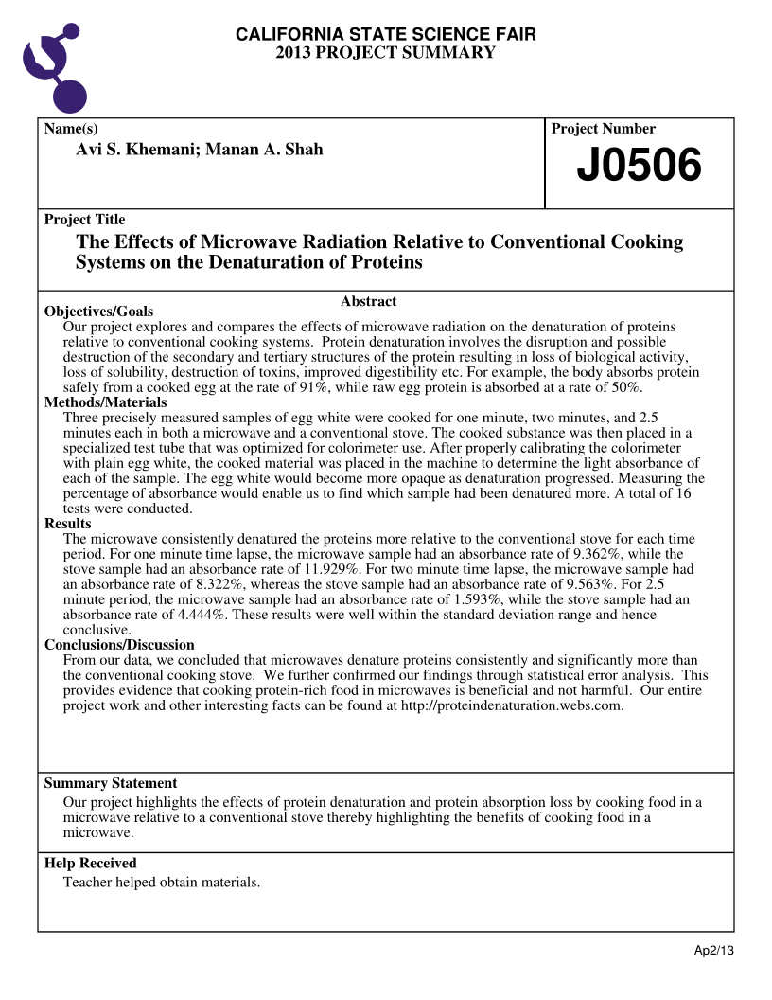 CALIFORNIA STATE SCIENCE FAIR
2013 PROJECT SUMMARY
Name(s)
Avi S. Khemani; Manan A. Shah
Project Number
J0506
Project Title
The Effects of Microwave Radiation Relative to Conventional Cooking
Systems on the Denaturation of Proteins
Abstract
Objectives/Goals
Our project explores and compares the effects of microwave radiation on the denaturation of proteins
relative to conventional cooking systems.  Protein denaturation involves the disruption and possible
destruction of the secondary and tertiary structures of the protein resulting in loss of biological activity,
loss of solubility, destruction of toxins, improved digestibility etc. For example, the body absorbs protein
safely from a cooked egg at the rate of 91%, while raw egg protein is absorbed at a rate of 50%.
Methods/Materials
Three precisely measured samples of egg white were cooked for one minute, two minutes, and 2.5
minutes each in both a microwave and a conventional stove. The cooked substance was then placed in a
specialized test tube that was optimized for colorimeter use. After properly calibrating the colorimeter
with plain egg white, the cooked material was placed in the machine to determine the light absorbance of
each of the sample. The egg white would become more opaque as denaturation progressed. Measuring the
percentage of absorbance would enable us to find which sample had been denatured more. A total of 16
tests were conducted.
Results
The microwave consistently denatured the proteins more relative to the conventional stove for each time
period. For one minute time lapse, the microwave sample had an absorbance rate of 9.362%, while the
stove sample had an absorbance rate of 11.929%. For two minute time lapse, the microwave sample had
an absorbance rate of 8.322%, whereas the stove sample had an absorbance rate of 9.563%. For 2.5
minute period, the microwave sample had an absorbance rate of 1.593%, while the stove sample had an
absorbance rate of 4.444%. These results were well within the standard deviation range and hence
conclusive.
Conclusions/Discussion
From our data, we concluded that microwaves denature proteins consistently and significantly more than
the conventional cooking stove.  We further confirmed our findings through statistical error analysis.  This
provides evidence that cooking protein-rich food in microwaves is beneficial and not harmful.  Our entire
project work and other interesting facts can be found at http://proteindenaturation.webs.com.
Summary Statement
Our project highlights the effects of protein denaturation and protein absorption loss by cooking food in a
microwave relative to a conventional stove thereby highlighting the benefits of cooking food in a
microwave.
Help Received
Teacher helped obtain materials.
Ap2/13